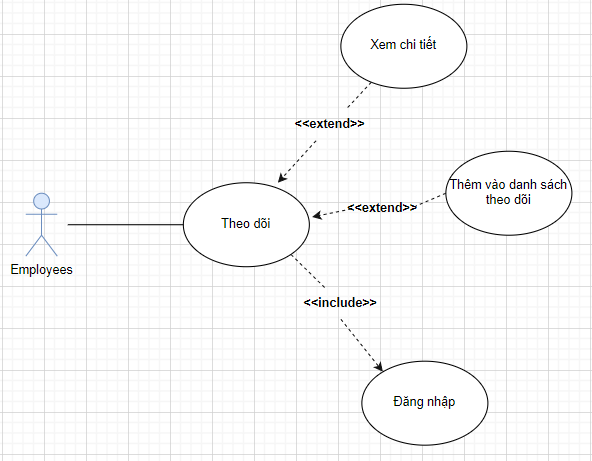 Xem chi tiết
<<extend>>
Thêm vào danh sách
theo dõi
<<extend>>
Theo dõi
Employees
<<include>>
Đăng nhập